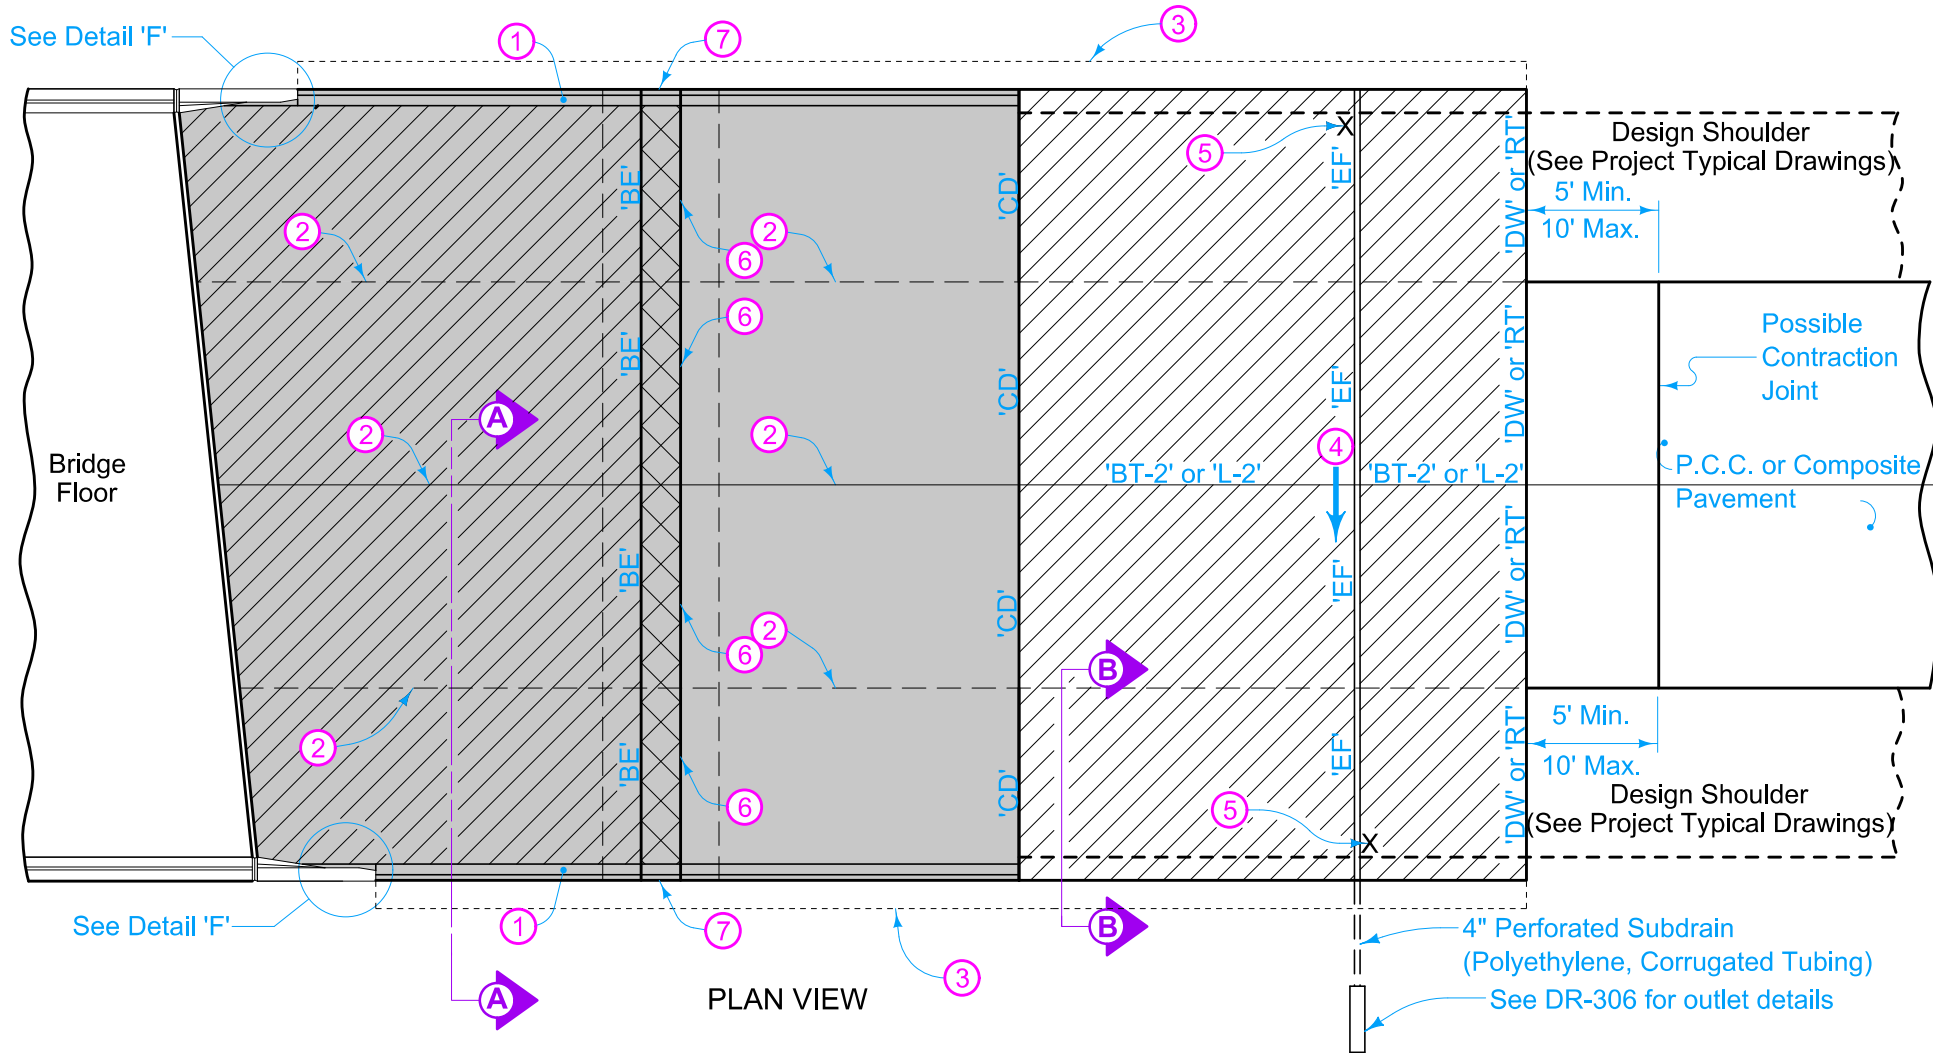 See Detail 'F'
1
7
3
5
'EF'
Design Shoulder
(See Project Typical Drawings)
'BE'
'CD'
'DW' or 'RT'
5' Min.
10' Max.
2
2
6
6
'BE'
'CD'
'EF'
'DW' or 'RT'
Possible
Contraction
Joint
A
2
2
4
Bridge
Floor
'BT-2' or 'L-2'
'BT-2' or 'L-2'
P.C.C. or Composite
Pavement
'BE'
'CD'
'EF'
'DW' or 'RT'
2
6
B
2
'BE'
'CD'
'EF'
'DW' or 'RT'
5' Min.
10' Max.
6
5
X
X
Design Shoulder
(See Project Typical Drawings)
See Detail 'F'
1
7
B
3
4" Perforated Subdrain
(Polyethylene, Corrugated Tubing)
A
PLAN VIEW
See DR-306 for outlet details